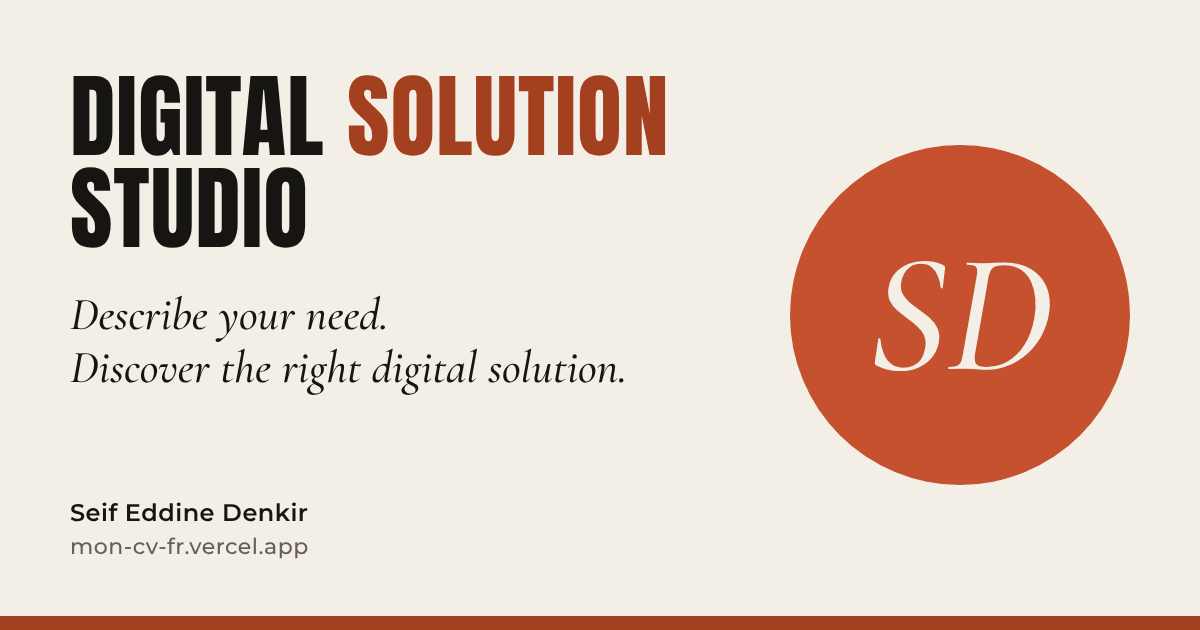 DIGITAL SOLUTION
STUDIO
Describe your need.
Discover the right digital solution.
SD
Seif Eddine Denkir
mon-cv-fr.vercel.app